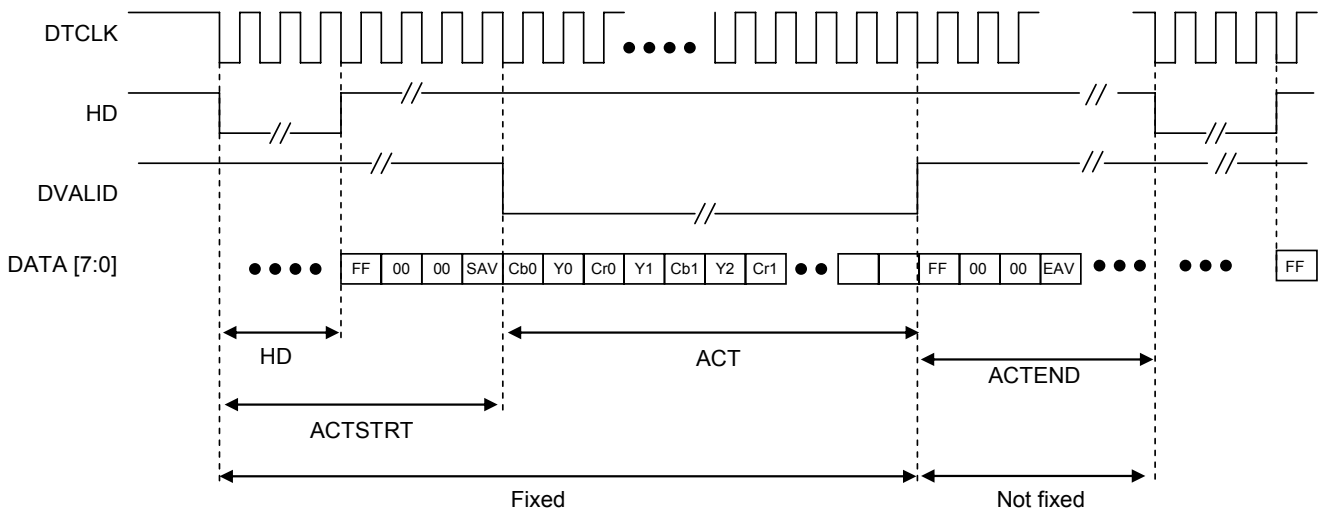 DTCLK
HD
DVALID
DATA [7:0]
FF 00 00 SAV Cb0 Y0 Cr0 Y1 Cb1 Y2 Cr1 FF 00 00 EAV FF
HD
ACT
ACTEND
ACTSTRT
Fixed
Not fixed